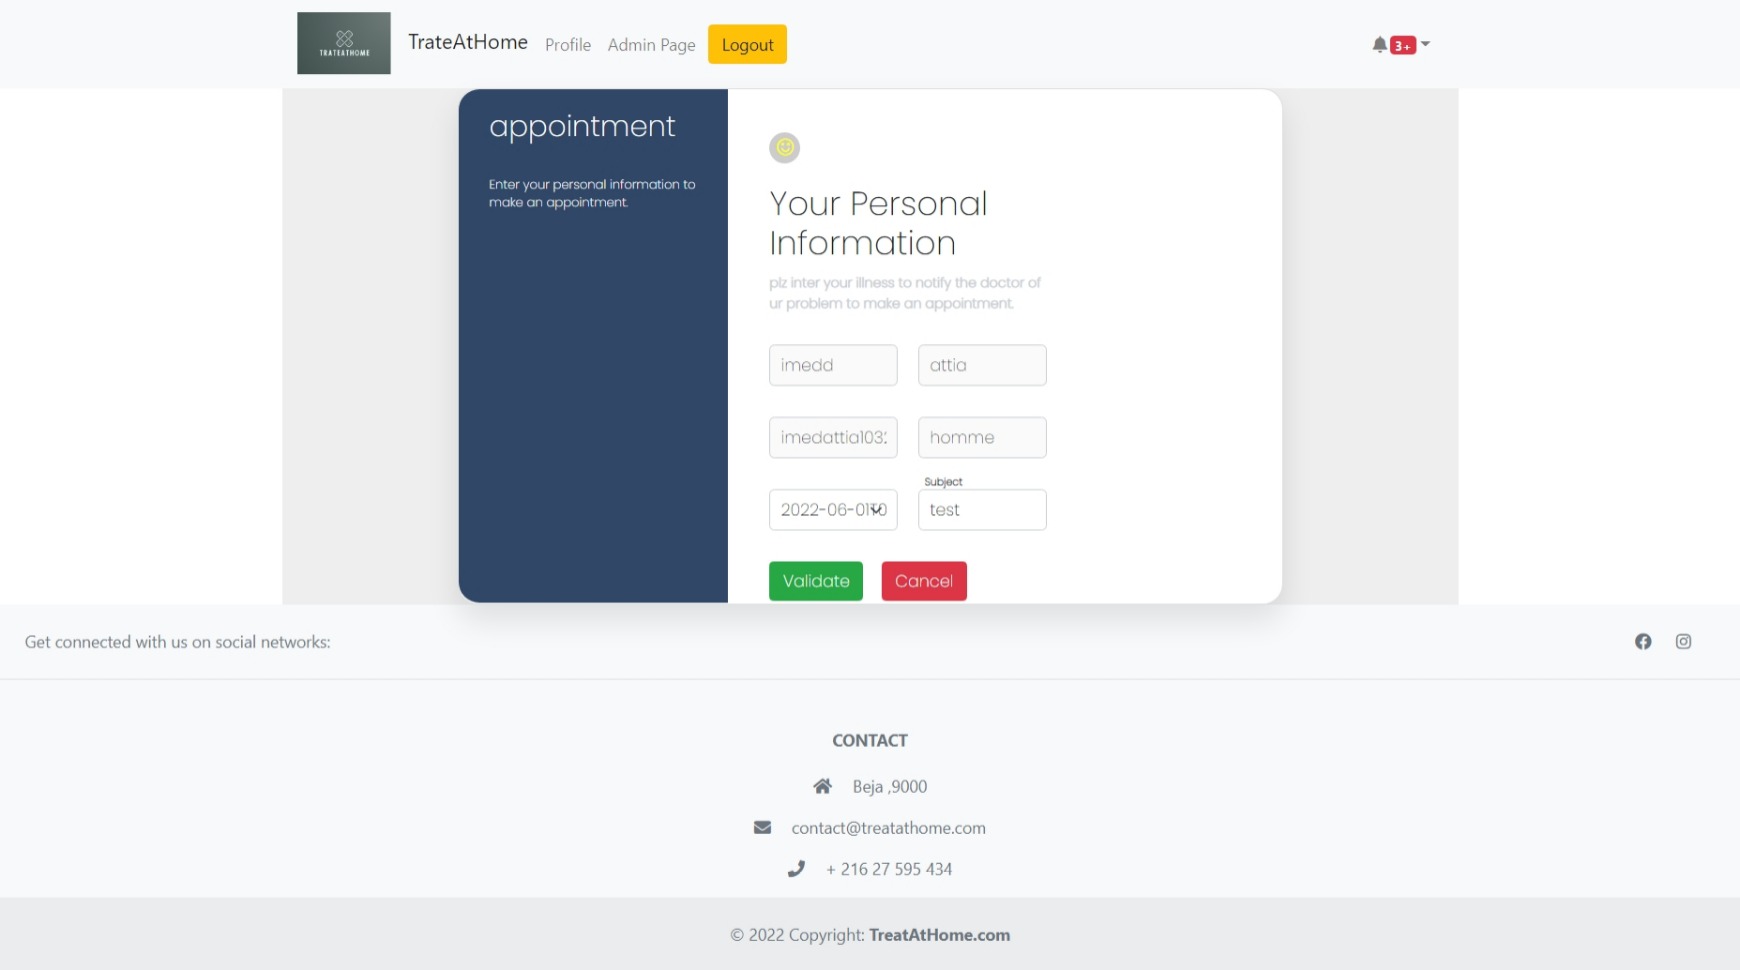 TRATEATHOME
TrateAtHome Profile Admin Page Logout 3+
appointment
Enter your personal information to
make an appointment.
Your Personal
Information
plz inter your illness to notify the doctor of
ur problem to make an appointment.
imedd attia
imedattia103 homme
Subject
2022-06-01T0 test
Validate Cancel
Get connected with us on social networks:
CONTACT
Beja ,9000
contact@treatathome.com
+ 216 27 595 434
© 2022 Copyright: TreatAtHome.com